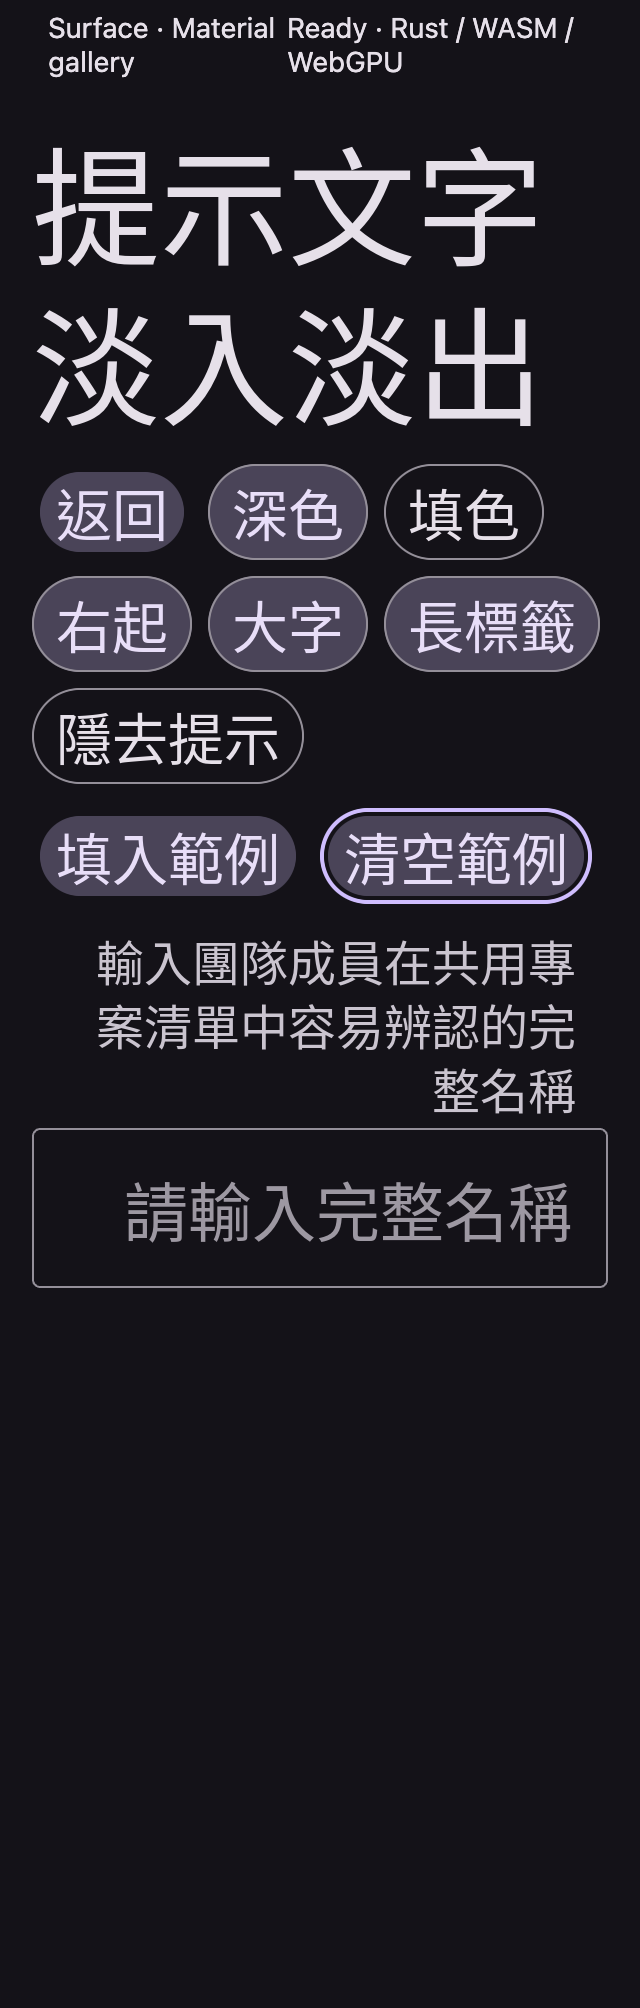 Surface · Material gallery
Ready · Rust / WASM / WebGPU
提示文字
淡入淡出
返回 深色 填色
右起 大字 長標籤
隱去提示
填入範例 清空範例
輸入團隊成員在共用專
案清單中容易辨認的完
整名稱
請輸入完整名稱